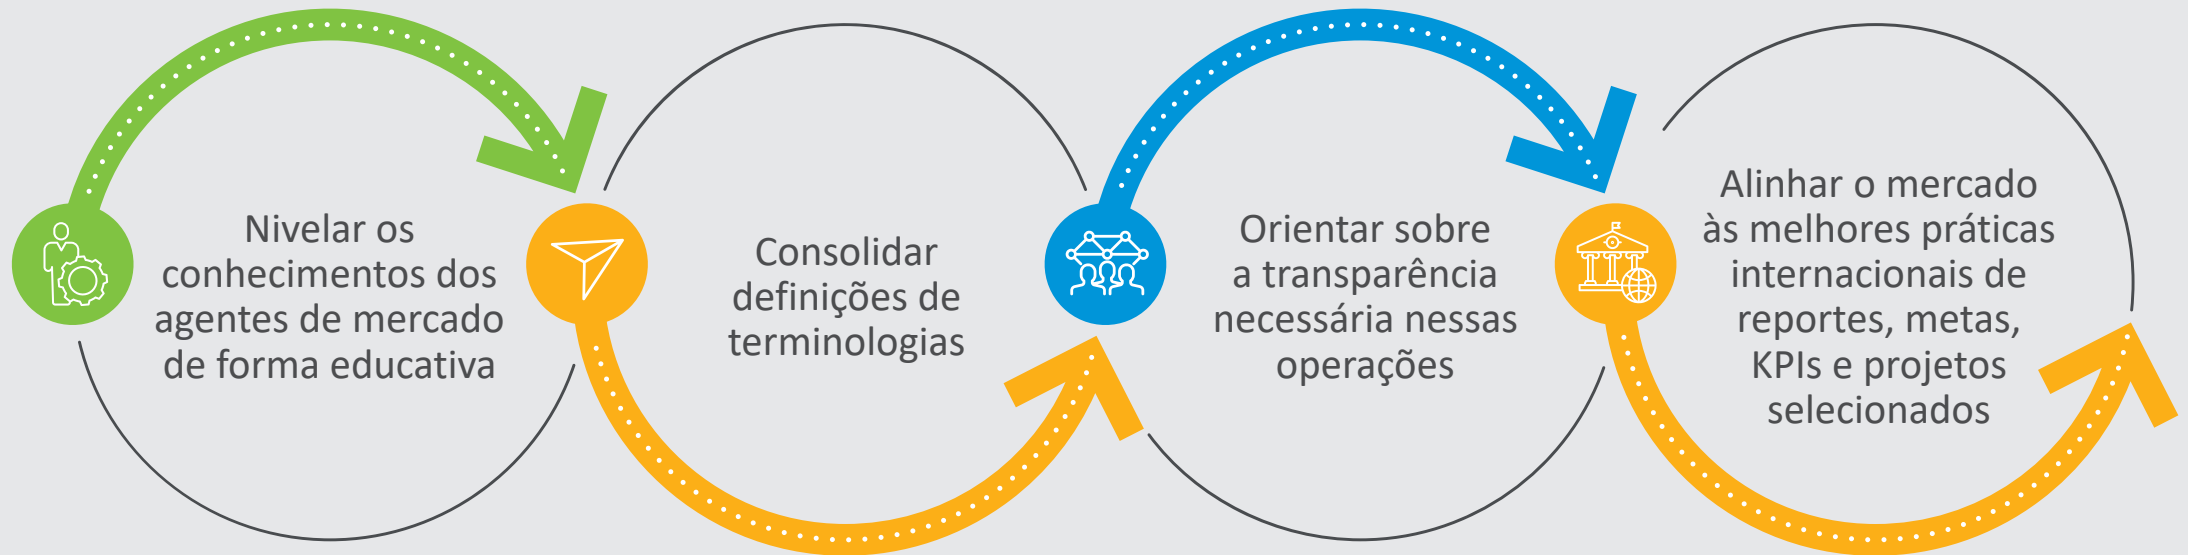 Nivelar os
conhecimentos dos
agentes de mercado
de forma educativa
Consolidar
definições de
terminologias
Orientar sobre
a transparência
necessária nessas
operações
Alinhar o mercado
às melhores práticas
internacionais de
reportes, metas,
KPIs e projetos
selecionados